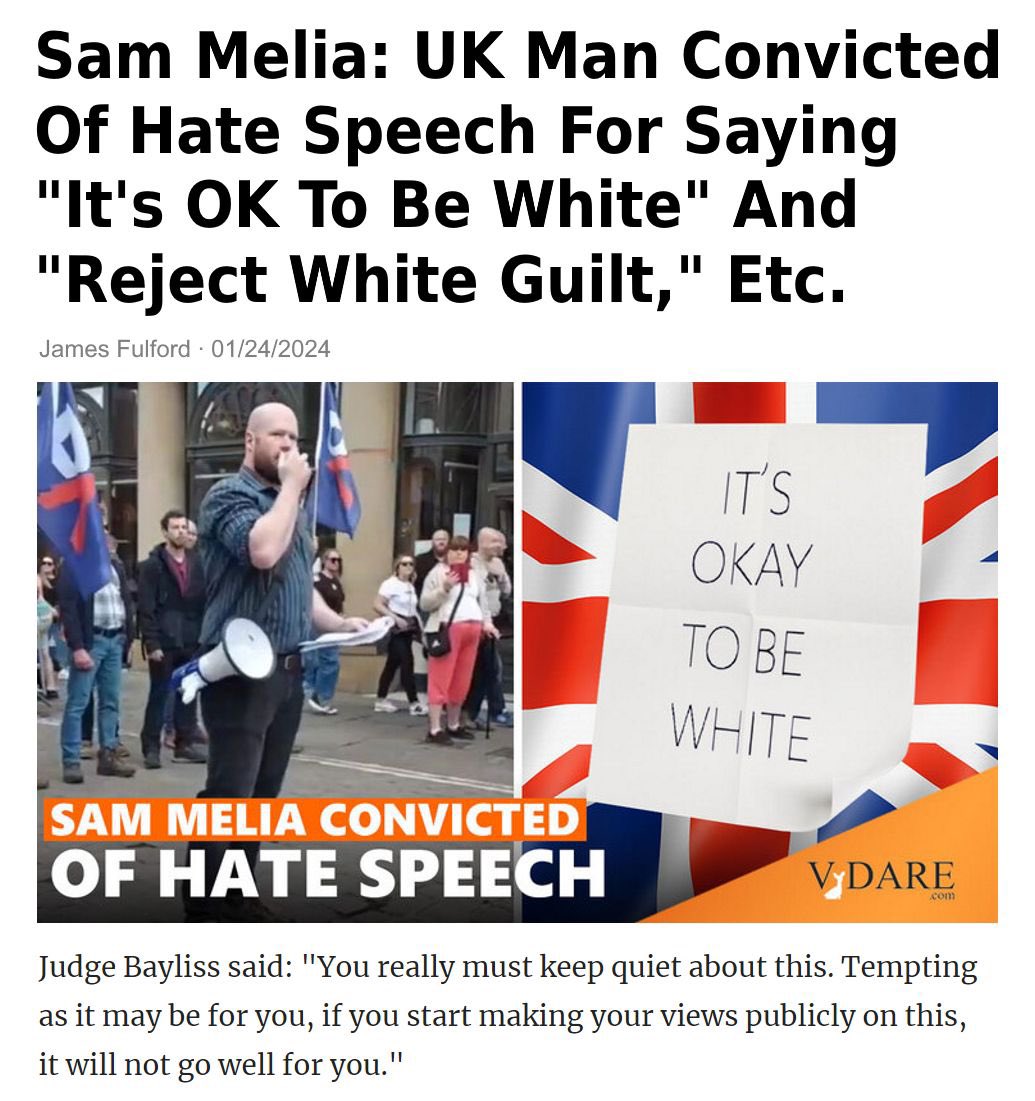 Sam Melia: UK Man Convicted
Of Hate Speech For Saying
"It's OK To Be White" And
"Reject White Guilt," Etc.
James Fulford · 01/24/2024
IT'S
OKAY
TO BE
WHITE
SAM MELIA CONVICTED
OF HATE SPEECH
VDARE
.com
Judge Bayliss said: "You really must keep quiet about this. Tempting
as it may be for you, if you start making your views publicly on this,
it will not go well for you."